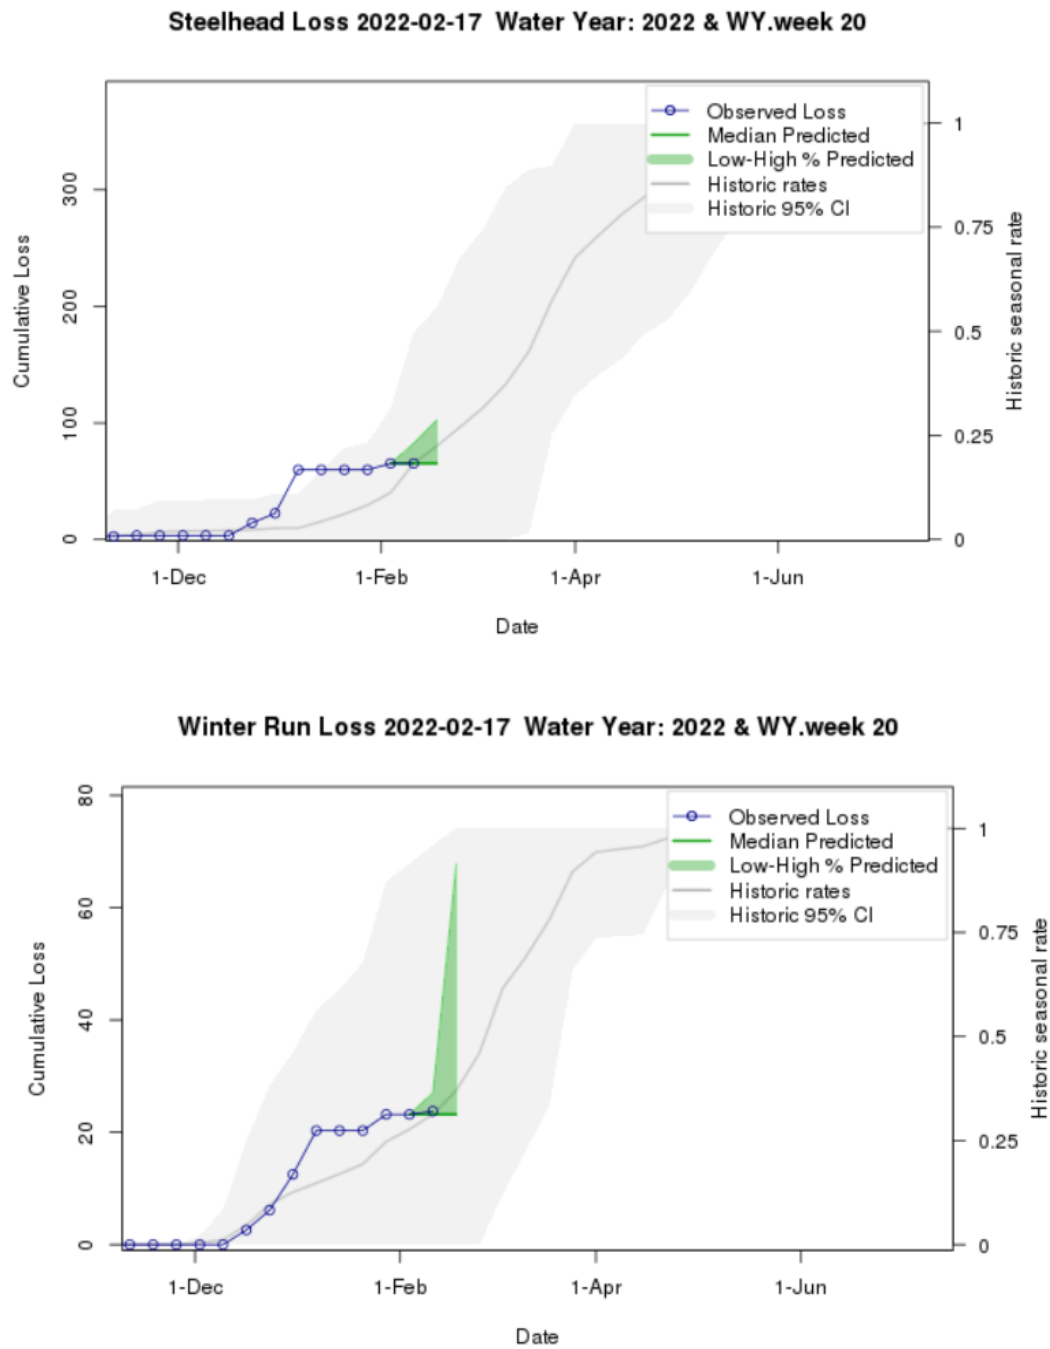 Steelhead Loss 2022-02-17 Water Year: 2022 & WY.week 20
Observed Loss
Median Predicted
Low-High % Predicted
Historic rates
Historic 95% CI
Cumulative Loss
0
100
200
300
Historic seasonal rate
0
0.25
0.5
0.75
1
1-Dec
1-Feb
1-Apr
1-Jun
Date
Winter Run Loss 2022-02-17 Water Year: 2022 & WY.week 20
Observed Loss
Median Predicted
Low-High % Predicted
Historic rates
Historic 95% CI
Cumulative Loss
0
20
40
60
80
Historic seasonal rate
0
0.25
0.5
0.75
1
1-Dec
1-Feb
1-Apr
1-Jun
Date